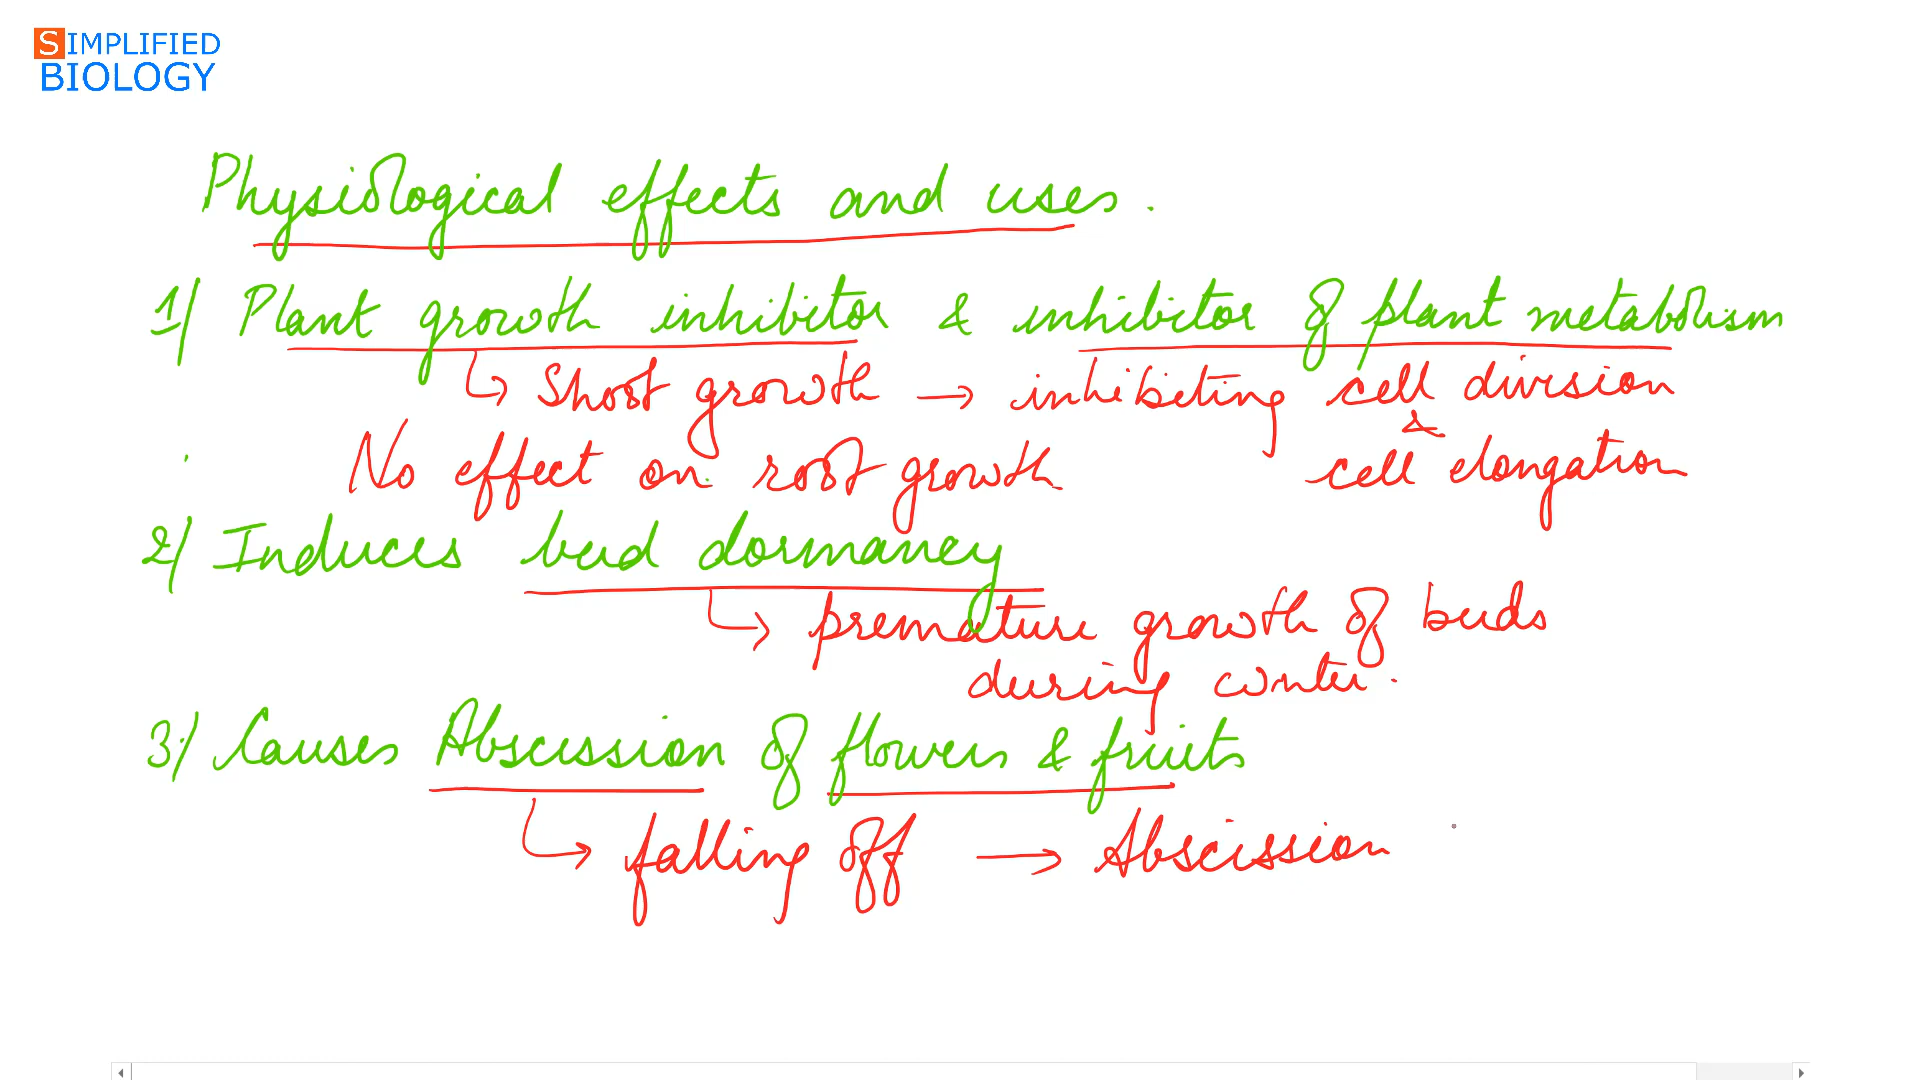 SIMPLIFIED
BIOLOGY
Physiological effects and uses.
1) Plant growth inhibitor & inhibitor of plant metabolism
Shoot growth → inhibiting cell division
&
No effect on root growth cell elongation
2) Induces bud dormancy
premature growth of buds
during winter.
3) Causes Abscission of flowers & fruits
falling off → Abscission